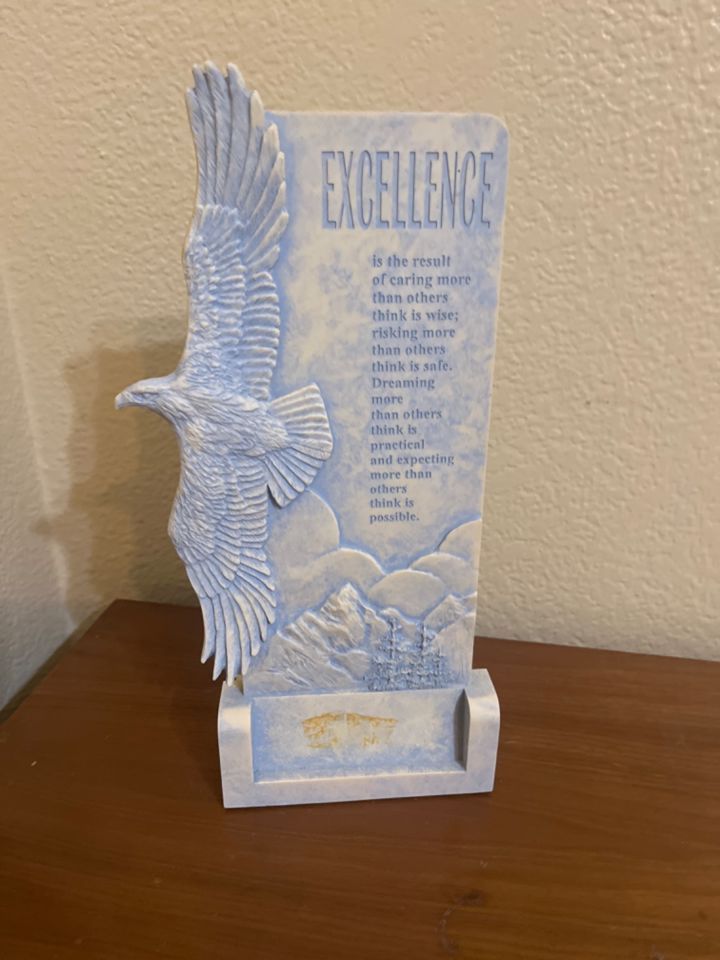 EXCELLENCE
is the result
of caring more
than others
think is wise;
risking more
than others
think is safe.
Dreaming
more
than others
think is
practical
and expecting
more than
others
think is
possible.